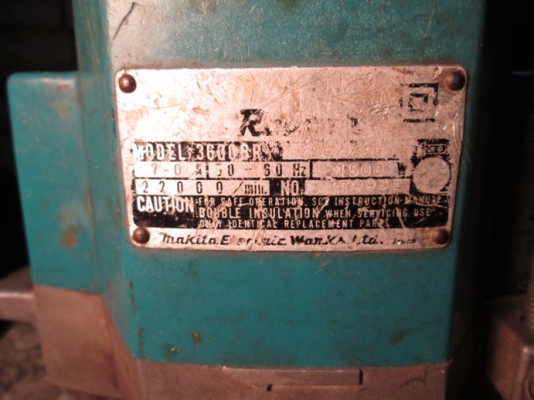 MODEL 3600BR
50-60 Hz 1500
22000/min. NO.
CAUTION FOR SAFE OPERATION, SEE INSTRUCTION
DOUBLE INSULATION WHEN SERVICING USE
ONLY IDENTICAL REPLACEMENT PARTS
Makita Electric Works, Ltd.